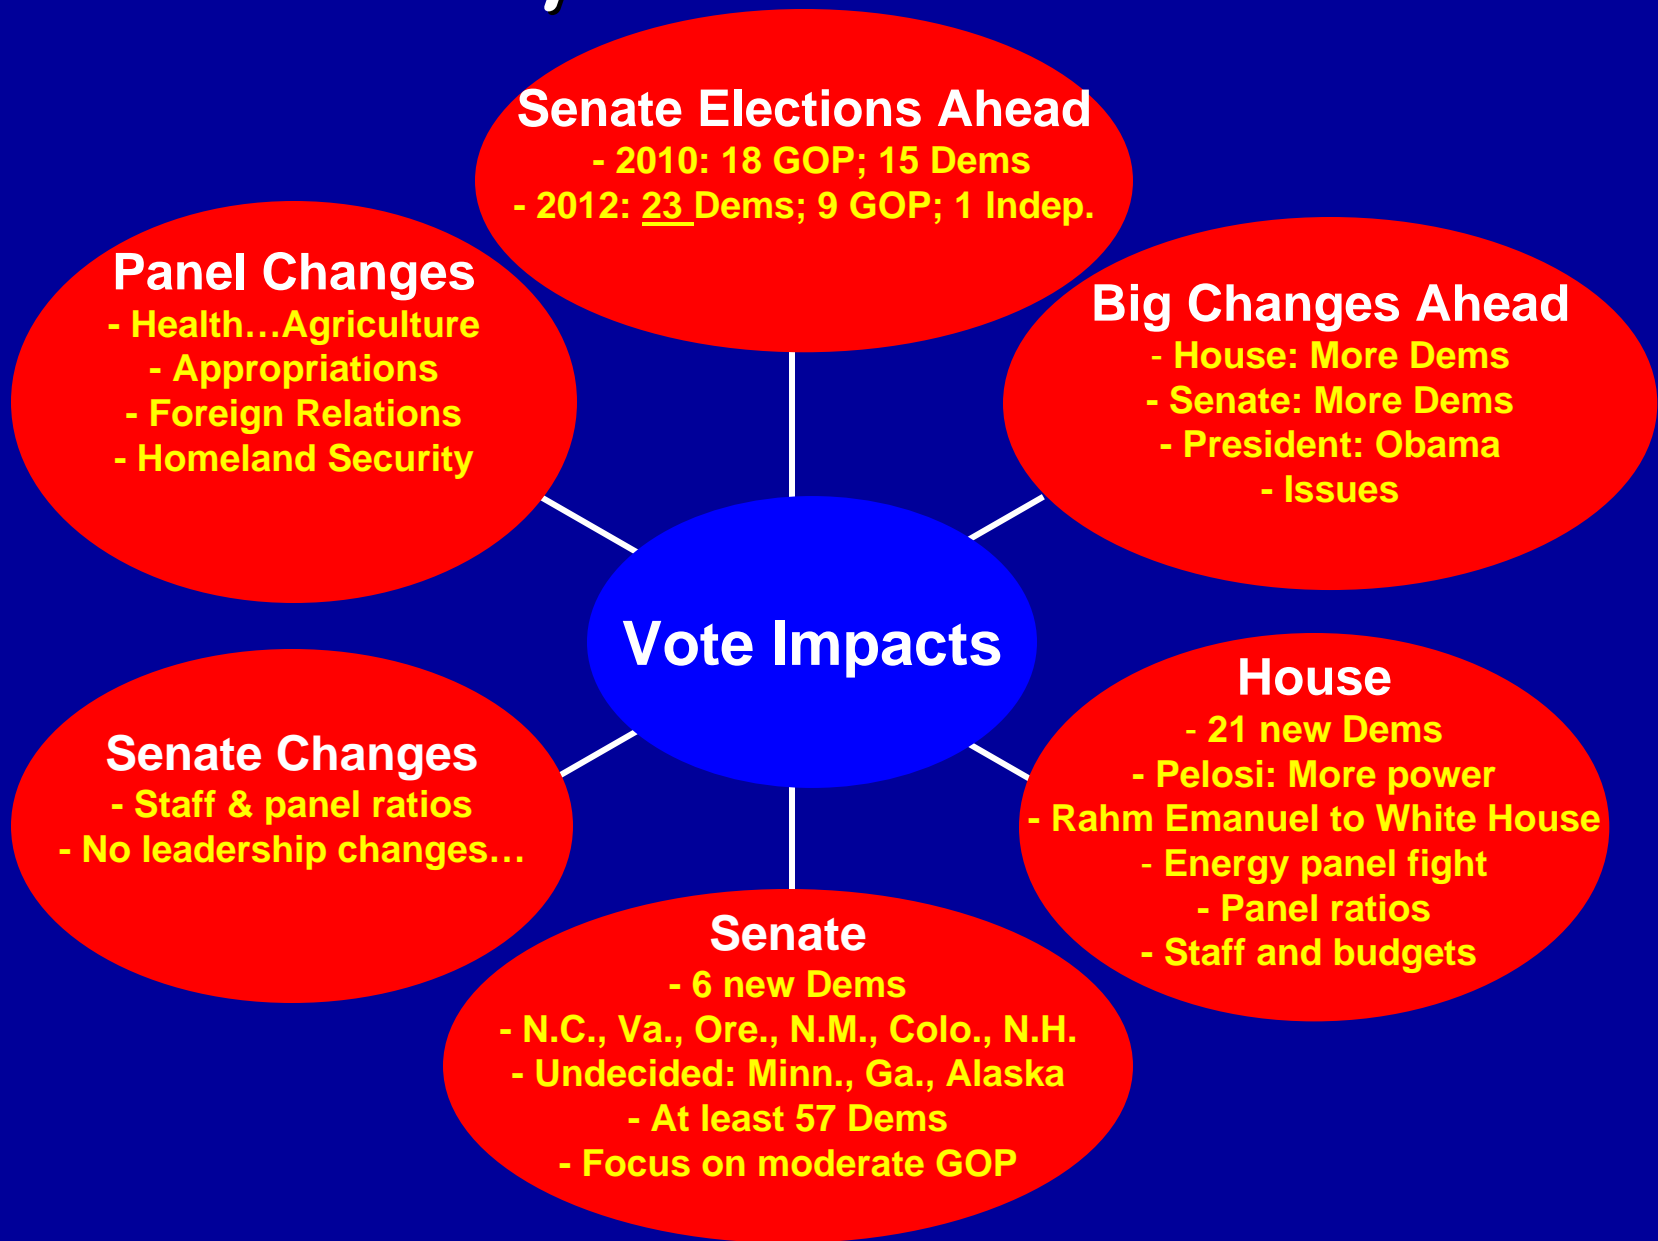 Senate Elections Ahead
- 2010: 18 GOP; 15 Dems
- 2012: 23 Dems; 9 GOP; 1 Indep.
Panel Changes
- Health…Agriculture
- Appropriations
- Foreign Relations
- Homeland Security
Big Changes Ahead
- House: More Dems
- Senate: More Dems
- President: Obama
- Issues
Vote Impacts
Senate Changes
- Staff & panel ratios
- No leadership changes…
House
- 21 new Dems
- Pelosi: More power
- Rahm Emanuel to White House
- Energy panel fight
- Panel ratios
- Staff and budgets
Senate
- 6 new Dems
- N.C., Va., Ore., N.M., Colo., N.H.
- Undecided: Minn., Ga., Alaska
- At least 57 Dems
- Focus on moderate GOP